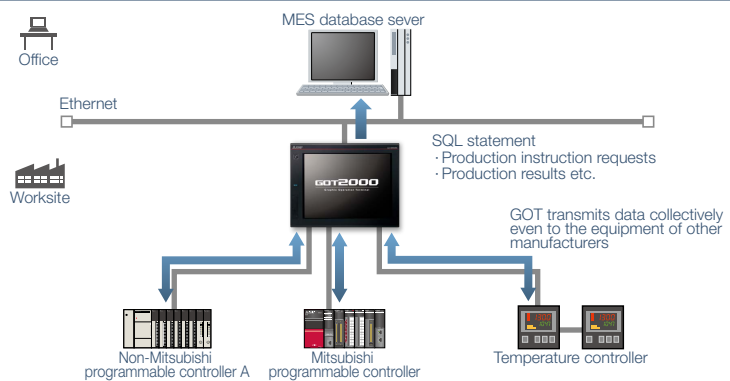 MES database sever
Office
Ethernet
SQL statement
· Production instruction requests
· Production results etc.
GOT2000
Worksite
GOT transmits data collectively
even to the equipment of other
manufacturers
Non-Mitsubishi
programmable controller A
Mitsubishi
programmable controller
Temperature controller